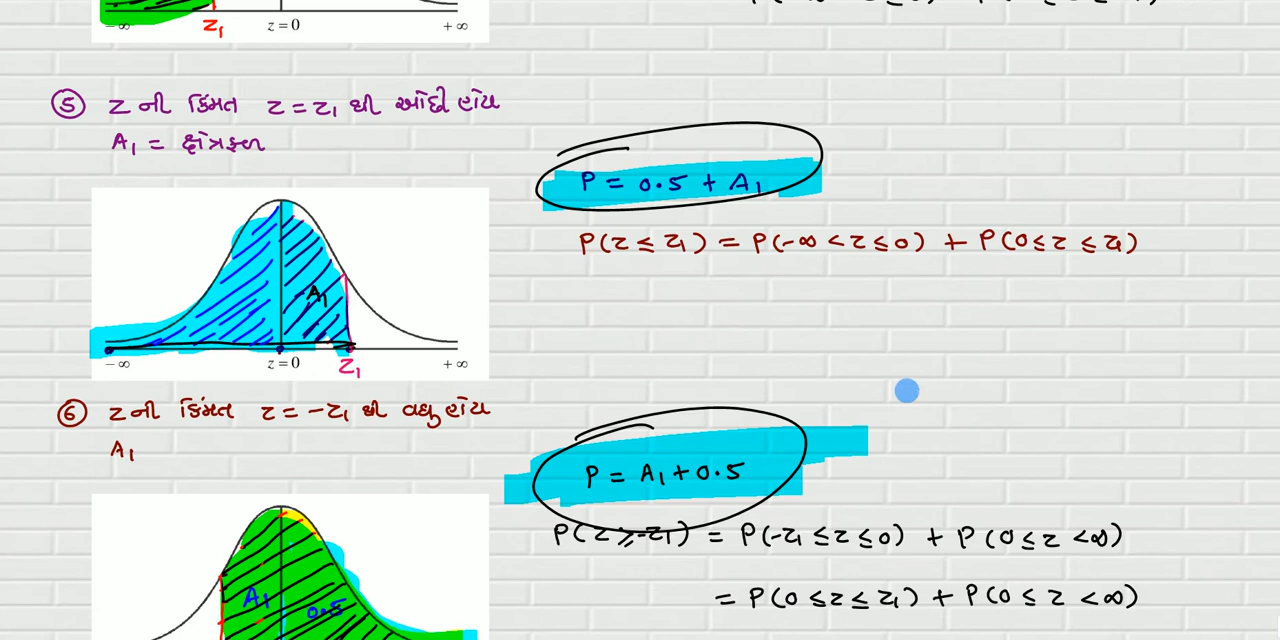 -∞ z₁ z = 0 +∞
⑤ z ની કિંમત z = z₁ થી ઓછી હોય
A₁ = ક્ષેત્રફળ
P = 0.5 + A₁
P(z ≤ z₁) = P(-∞ < z ≤ 0) + P(0 ≤ z ≤ z₁)
A₁
-∞ z = 0 z₁ +∞
⑥ z ની કિંમત z = -z₁ થી વધુ હોય
A₁
P = A₁ + 0.5
P(z ≥ -z₁) = P(-z₁ ≤ z ≤ 0) + P(0 ≤ z < ∞)
= P(0 ≤ z ≤ z₁) + P(0 ≤ z < ∞)
A₁ 0.5